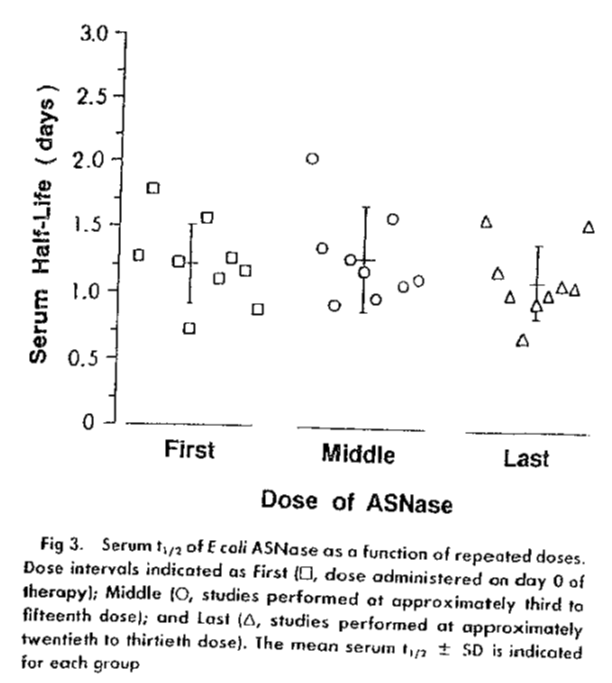 3.0
2.5
2.0
1.5
1.0
0.5
0
Serum Half-Life (days)
First
Middle
Last
Dose of ASNase
Fig 3. Serum t1/2 of E coli ASNase as a function of repeated doses.
Dose intervals indicated as First (□, dose administered on day 0 of
therapy); Middle (O, studies performed at approximately third to
fifteenth dose); and Last (Δ, studies performed at approximately
twentieth to thirtieth dose). The mean serum t1/2 ± SD is indicated
for each group